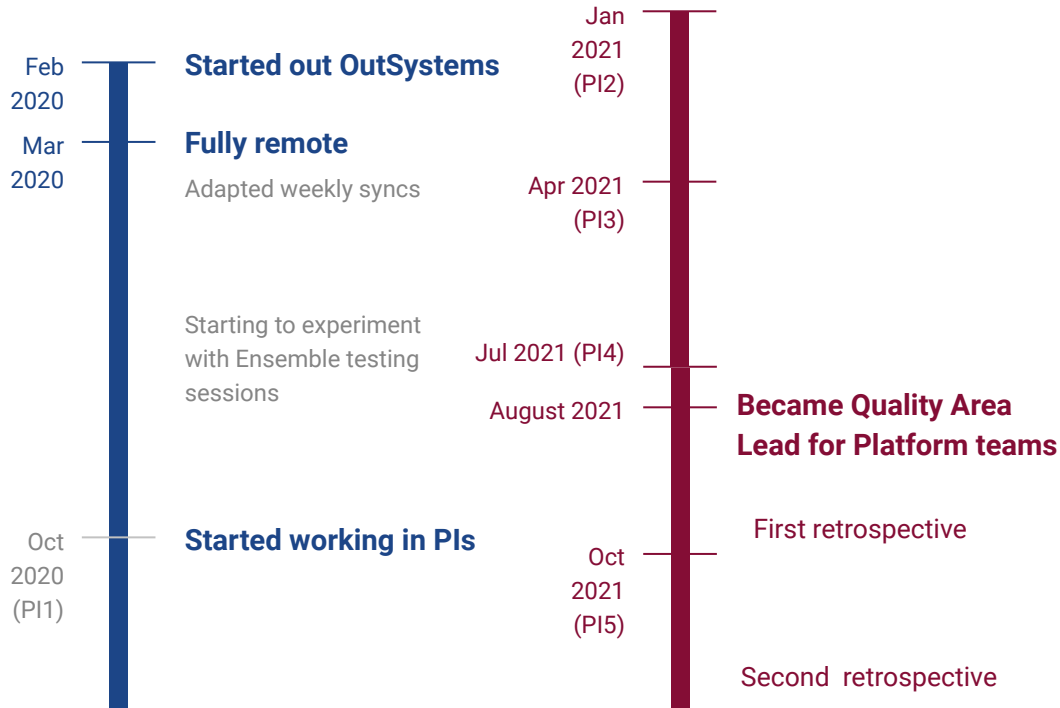 Feb
2020
Started out OutSystems
Mar
2020
Fully remote
Adapted weekly syncs
Starting to experiment
with Ensemble testing
sessions
Oct
2020
(PI1)
Started working in PIs
Jan
2021
(PI2)
Apr 2021
(PI3)
Jul 2021 (PI4)
August 2021
Became Quality Area
Lead for Platform teams
First retrospective
Oct
2021
(PI5)
Second retrospective